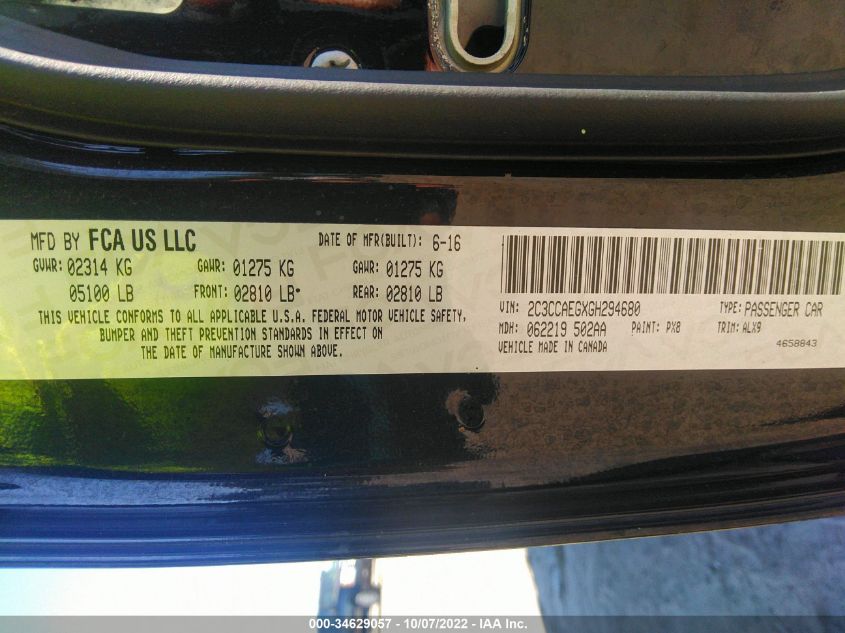 MFD BY FCA US LLC
DATE OF MFR(BUILT): 6-16
GVWR: 02314 KG GAWR: 01275 KG GAWR: 01275 KG
05100 LB FRONT: 02810 LB* REAR: 02810 LB
THIS VEHICLE CONFORMS TO ALL APPLICABLE U.S.A. FEDERAL MOTOR VEHICLE SAFETY,
BUMPER AND THEFT PREVENTION STANDARDS IN EFFECT ON
THE DATE OF MANUFACTURE SHOWN ABOVE.
VIN: 2C3CCAEGXGH294680 TYPE: PASSENGER CAR
MDH: 062219 502AA PAINT: PX8 TRIM: ALX9
VEHICLE MADE IN CANADA 4658843
000-34629057 - 10/07/2022 - IAA Inc.